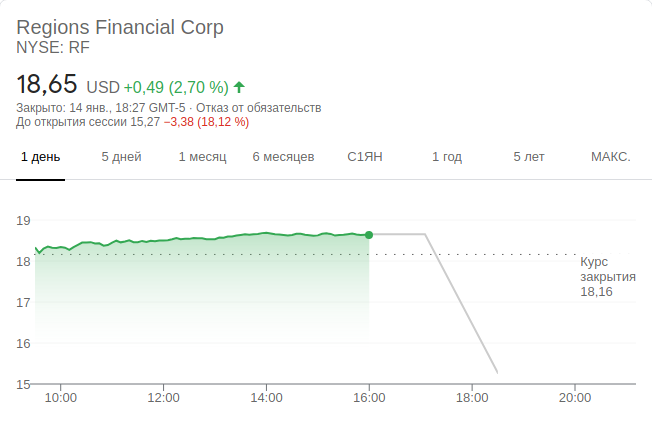 Regions Financial Corp
NYSE: RF
18,65 USD +0,49 (2,70 %)
Закрыто: 14 янв., 18:27 GMT-5 · Отказ от обязательств
До открытия сессии 15,27 −3,38 (18,12 %)
1 день 5 дней 1 месяц 6 месяцев С1ЯН 1 год 5 лет МАКС.
19
18
17
16
15
Курс
закрытия
18,16
10:00 12:00 14:00 16:00 18:00 20:00